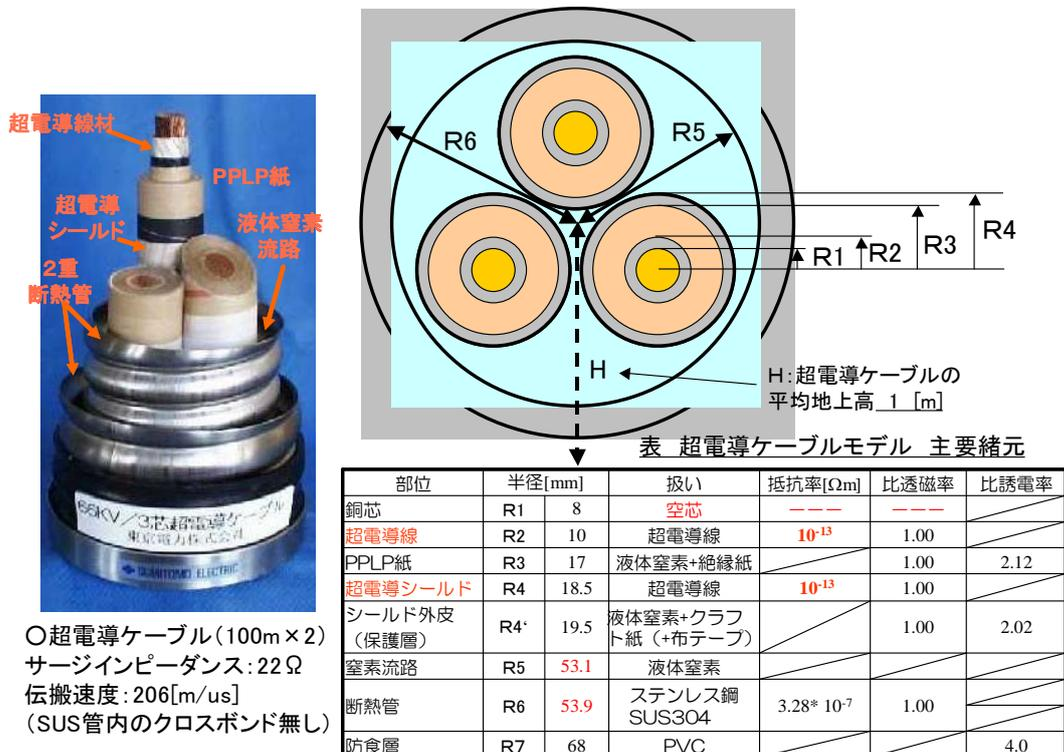 超電導線材
PPLP紙
超電導
シールド
液体窒素
流路
2重
断熱管
66KV/3芯超電導ケーブル
東京電力株式会社
SUMITOMO ELECTRIC
○超電導ケーブル(100m×2)
サージインピーダンス:22Ω
伝搬速度:206[m/us]
(SUS管内のクロスボンド無し)
R6
R5
R1
R2
R3
R4
H
H:超電導ケーブルの
平均地上高 1 [m]
表 超電導ケーブルモデル 主要緒元
部位 半径[mm] 扱い 抵抗率[Ωm] 比透磁率 比誘電率
銅芯 R1 8 空芯 ––– –––
超電導線 R2 10 超電導線 10-13 1.00
PPLP紙 R3 17 液体窒素+絶縁紙 1.00 2.12
超電導シールド R4 18.5 超電導線 10-13 1.00
シールド外皮
(保護層) R4‘ 19.5 液体窒素+クラフ
ト紙(+布テープ) 1.00 2.02
窒素流路 R5 53.1 液体窒素
断熱管 R6 53.9 ステンレス鋼
SUS304 3.28* 10-7 1.00
防食層 R7 68 PVC 4.0